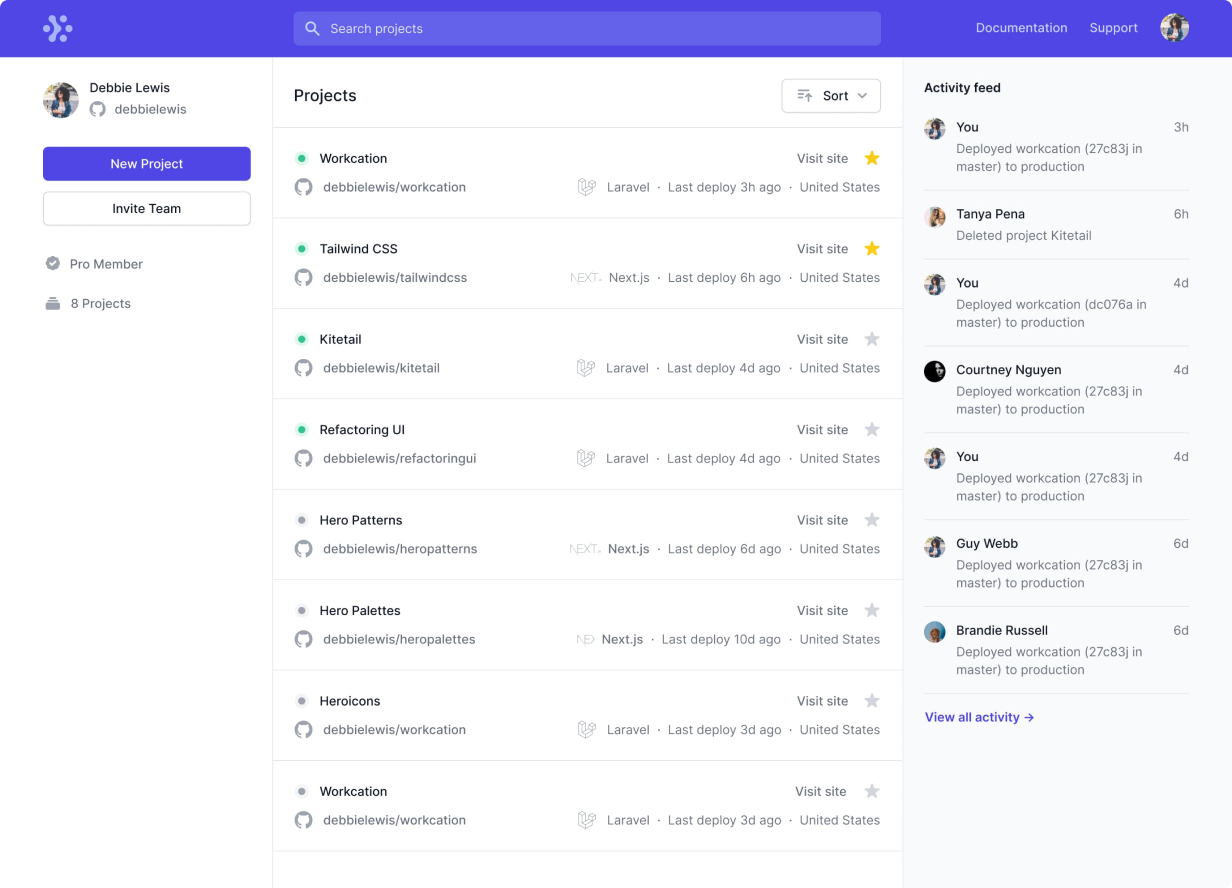 Search projects
Documentation
Support
Debbie Lewis
debbielewis
New Project
Invite Team
Pro Member
8 Projects
Projects
Sort
Workcation
Visit site
debbielewis/workcation
Laravel · Last deploy 3h ago · United States
Tailwind CSS
Visit site
debbielewis/tailwindcss
NEXT.js Next.js · Last deploy 6h ago · United States
Kitetail
Visit site
debbielewis/kitetail
Laravel · Last deploy 4d ago · United States
Refactoring UI
Visit site
debbielewis/refactoringui
Laravel · Last deploy 4d ago · United States
Hero Patterns
Visit site
debbielewis/heropatterns
NEXT.js Next.js · Last deploy 6d ago · United States
Hero Palettes
Visit site
debbielewis/heropalettes
Next.js · Last deploy 10d ago · United States
Heroicons
Visit site
debbielewis/workcation
Laravel · Last deploy 3d ago · United States
Workcation
Visit site
debbielewis/workcation
Laravel · Last deploy 3d ago · United States
Activity feed
You 3h
Deployed workcation (27c83j in
master) to production
Tanya Pena 6h
Deleted project Kitetail
You 4d
Deployed workcation (dc076a in
master) to production
Courtney Nguyen 4d
Deployed workcation (27c83j in
master) to production
You 4d
Deployed workcation (27c83j in
master) to production
Guy Webb 6d
Deployed workcation (27c83j in
master) to production
Brandie Russell 6d
Deployed workcation (27c83j in
master) to production
View all activity →